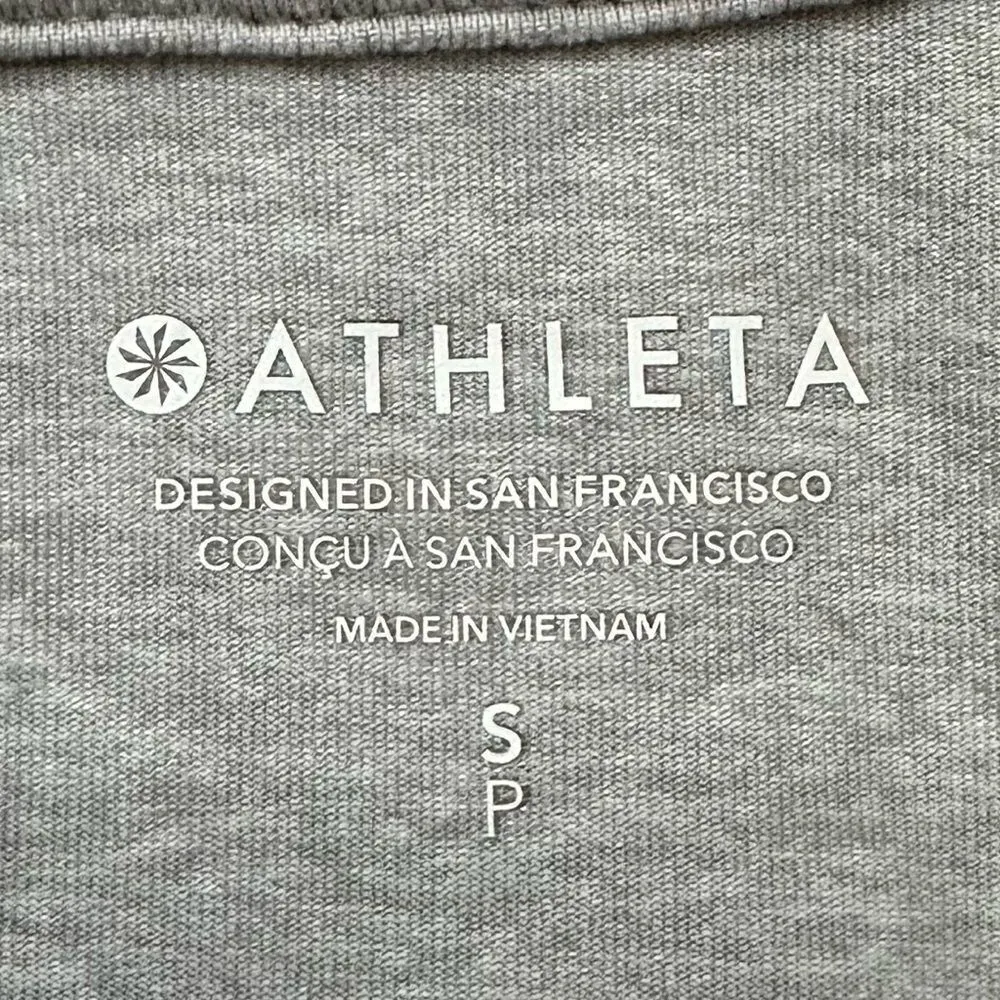 ATHLETA
DESIGNED IN SAN FRANCISCO
CONÇU À SAN FRANCISCO
MADE IN VIETNAM
S
P